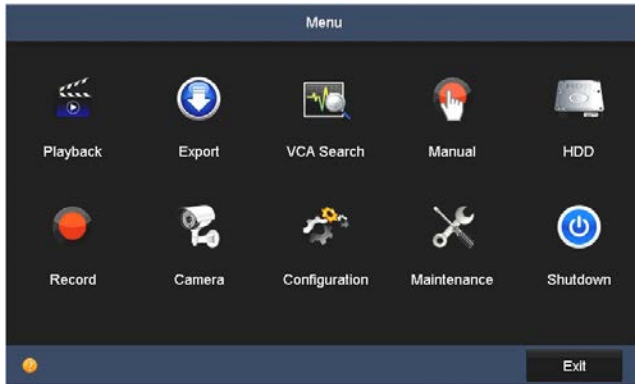 Menu
Playback
Export
VCA Search
Manual
HDD
Record
Camera
Configuration
Maintenance
Shutdown
Exit